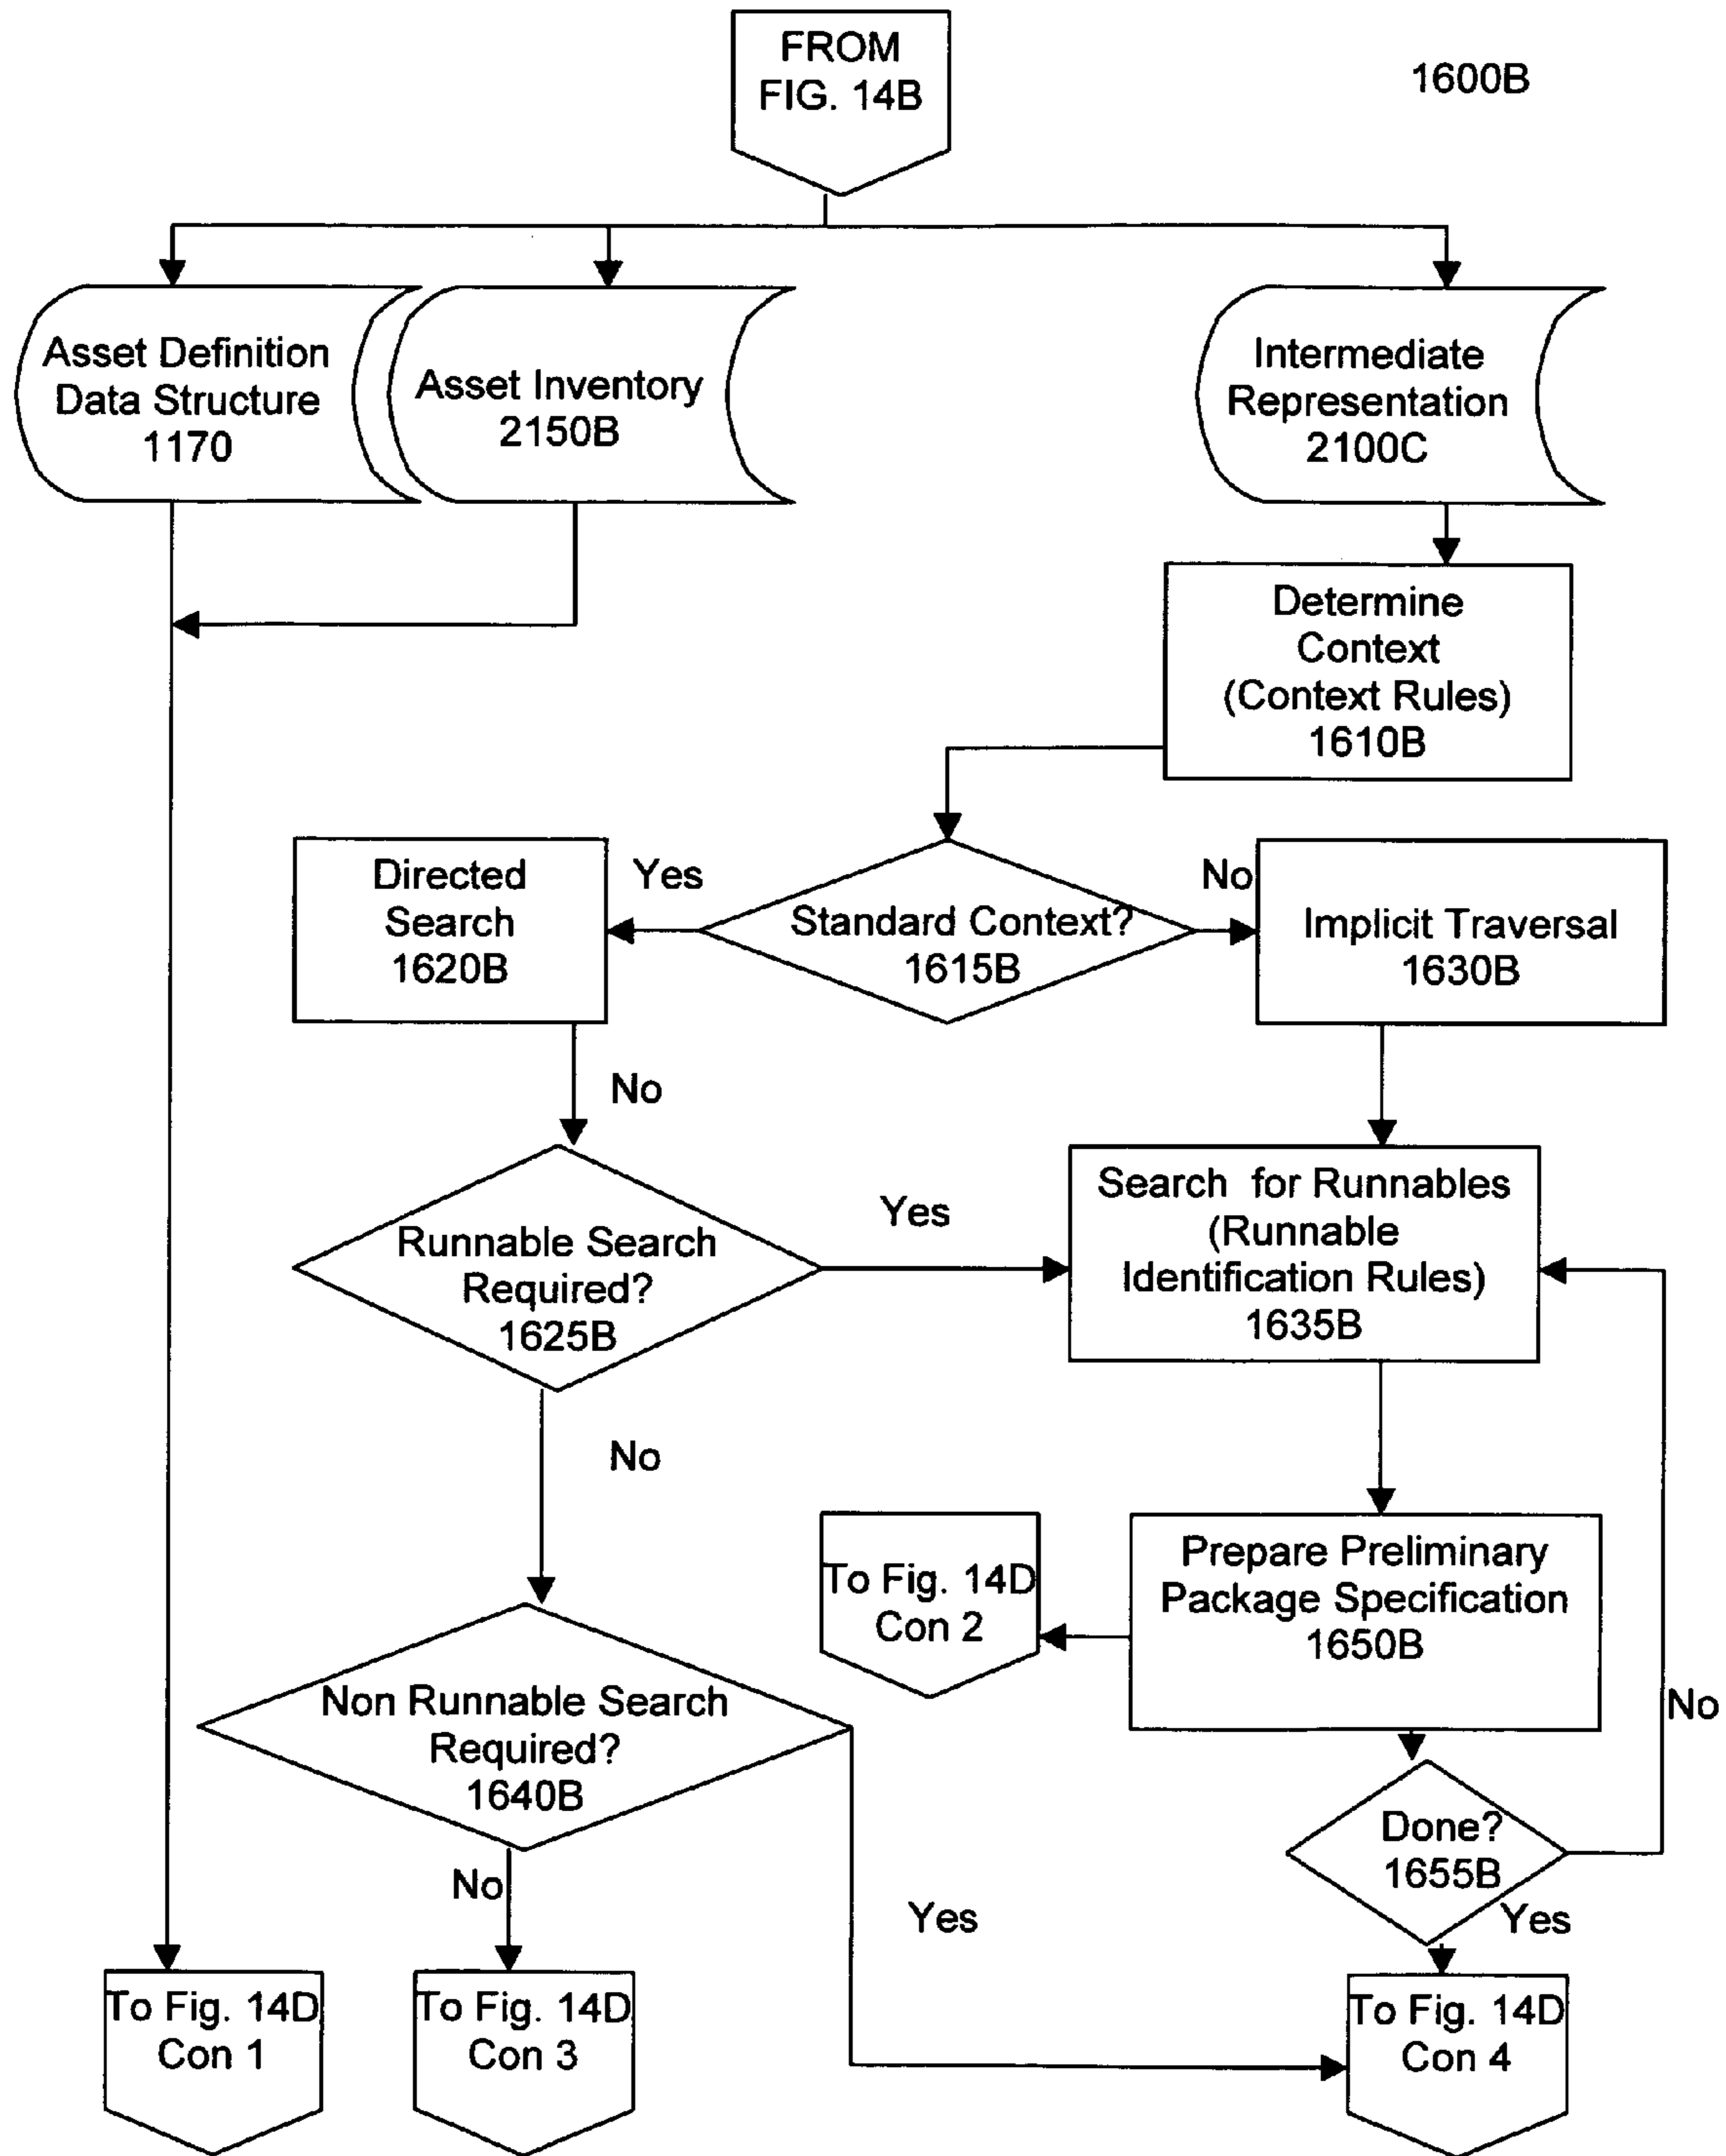 FROM
FIG. 14B
1600B
Asset Definition
Data Structure
1170
Asset Inventory
2150B
Intermediate
Representation
2100C
Determine
Context
(Context Rules)
1610B
Directed
Search
1620B
Yes
Standard Context?
1615B
No
Implicit Traversal
1630B
No
Runnable Search
Required?
1625B
Yes
Search for Runnables
(Runnable
Identification Rules)
1635B
No
To Fig. 14D
Con 2
Prepare Preliminary
Package Specification
1650B
No
Non Runnable Search
Required?
1640B
Done?
1655B
No
Yes
Yes
To Fig. 14D
Con 1
To Fig. 14D
Con 3
To Fig. 14D
Con 4